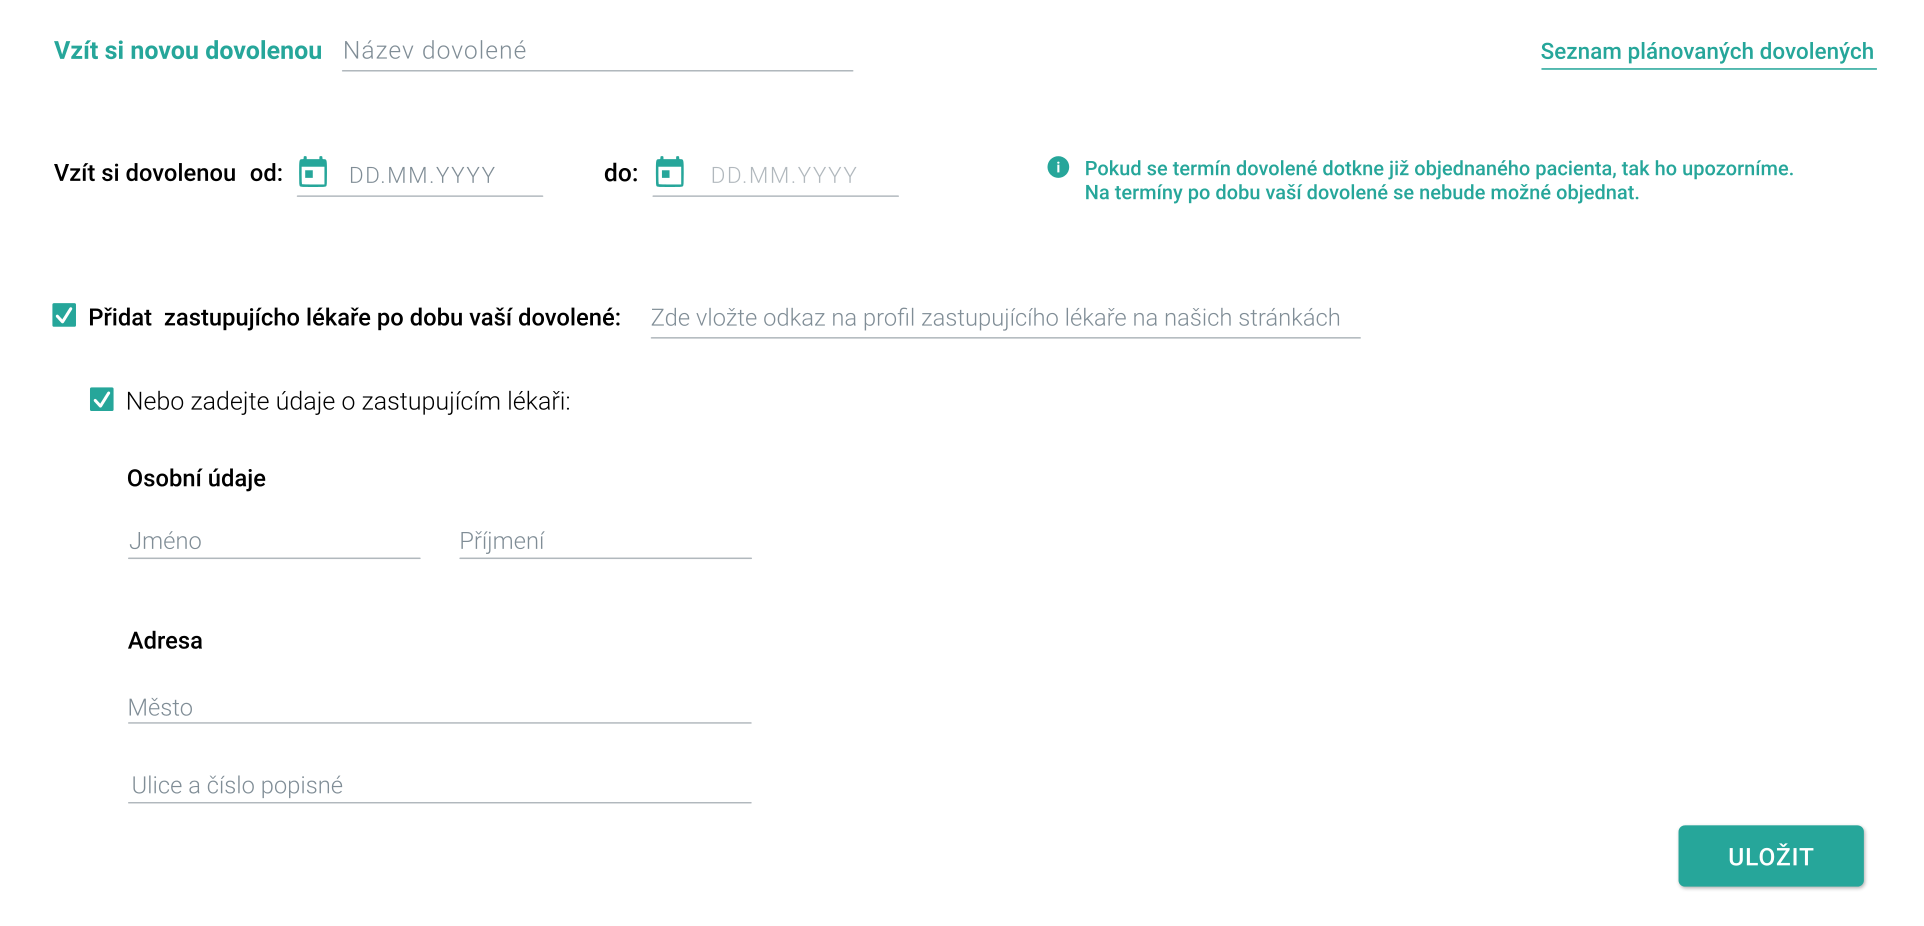 Vzít si novou dovolenou Název dovolené Seznam plánovaných dovolených
Vzít si dovolenou od: DD.MM.YYYY do: DD.MM.YYYY
Pokud se termín dovolené dotkne již objednaného pacienta, tak ho upozorníme.
Na termíny po dobu vaší dovolené se nebude možné objednat.
Přidat zastupujícho lékaře po dobu vaší dovolené: Zde vložte odkaz na profil zastupujícího lékaře na našich stránkách
Nebo zadejte údaje o zastupujícím lékaři:
Osobní údaje
Jméno Příjmení
Adresa
Město
Ulice a číslo popisné
ULOŽIT